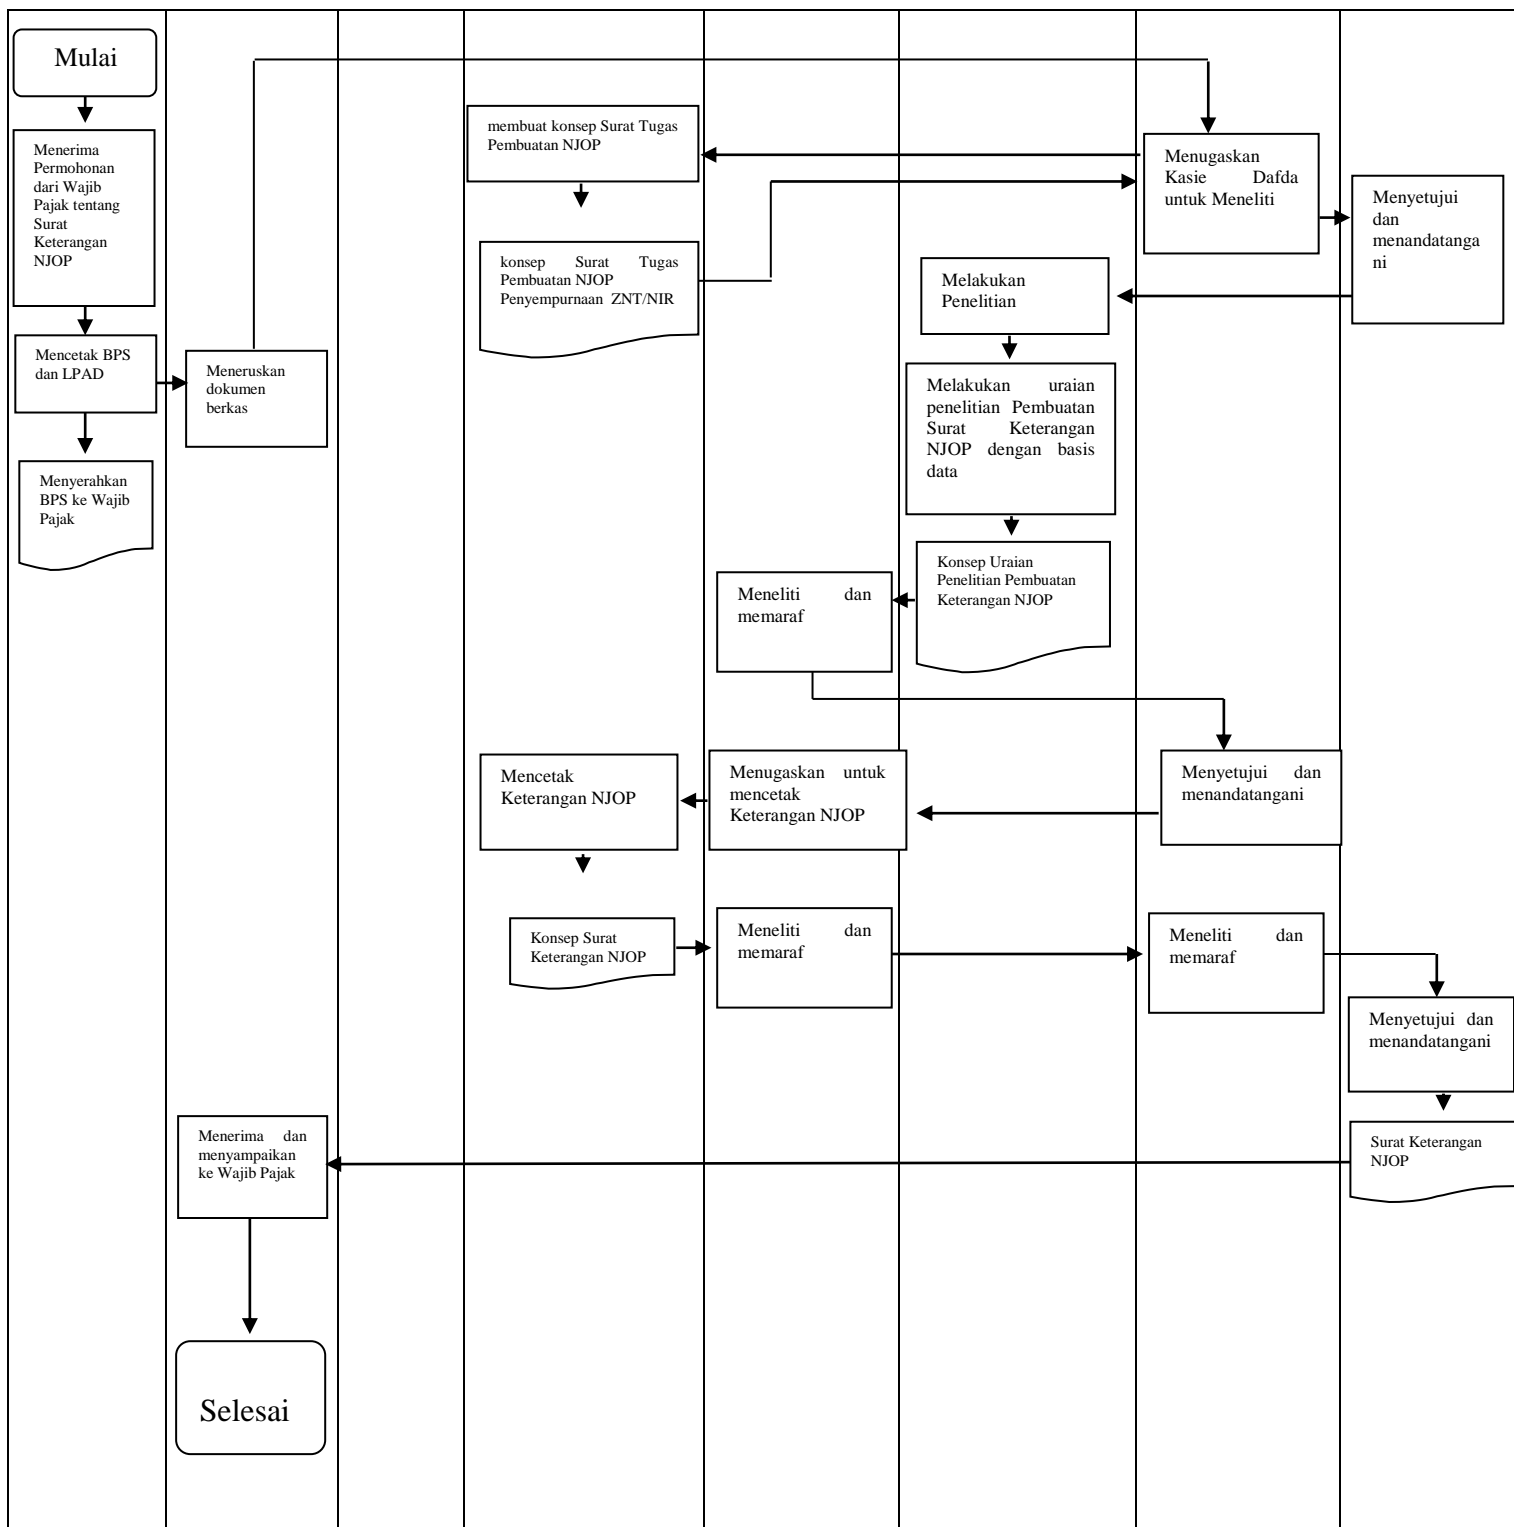 Mulai
Menerima
Permohonan
dari Wajib
Pajak tentang
Surat
Keterangan
NJOP
Mencetak BPS
dan LPAD
Menyerahkan
BPS ke Wajib
Pajak
Meneruskan
dokumen
berkas
membuat konsep Surat Tugas
Pembuatan NJOP
konsep Surat Tugas
Pembuatan NJOP
Penyempurnaan ZNT/NIR
Menugaskan
Kasie Dafda
untuk Meneliti
Menyetujui
dan
menandatanga
ni
Melakukan
Penelitian
Melakukan uraian
penelitian Pembuatan
Surat Keterangan
NJOP dengan basis
data
Konsep Uraian
Penelitian Pembuatan
Keterangan NJOP
Meneliti dan
memaraf
Menyetujui dan
menandatangani
Menugaskan untuk
mencetak
Keterangan NJOP
Mencetak
Keterangan NJOP
Konsep Surat
Keterangan NJOP
Meneliti dan
memaraf
Meneliti dan
memaraf
Menyetujui dan
menandatangani
Surat Keterangan
NJOP
Menerima dan
menyampaikan
ke Wajib Pajak
Selesai